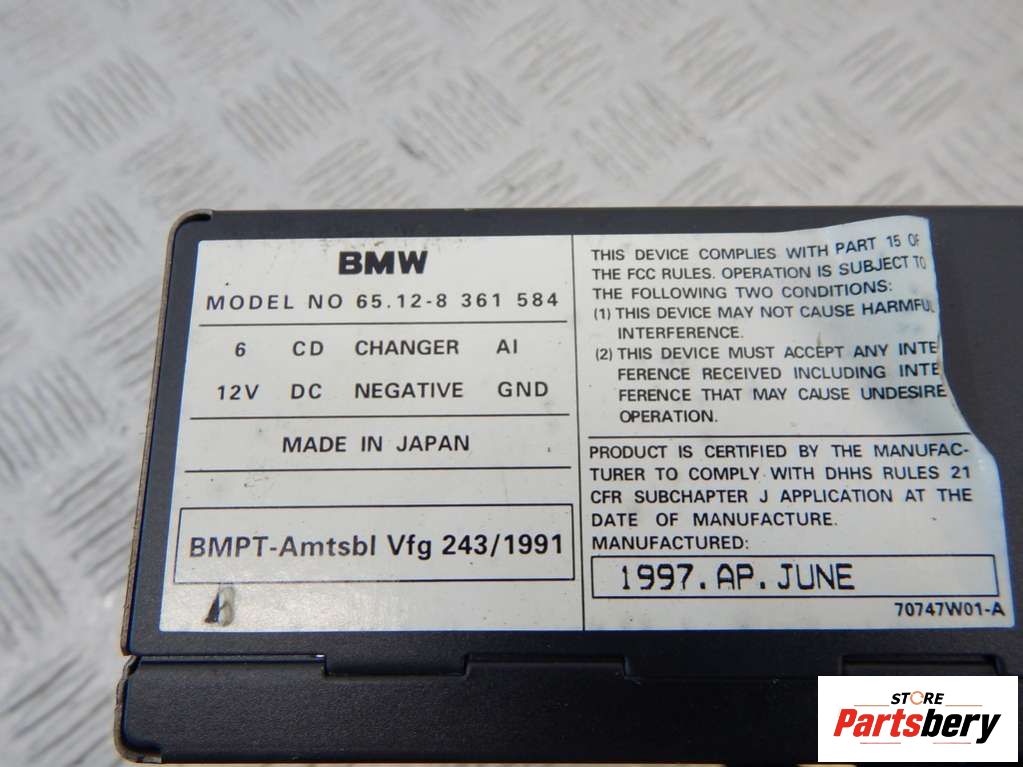 BMW
MODEL NO 65.12-8 361 584
6 CD CHANGER AI
12V DC NEGATIVE GND
MADE IN JAPAN
BMPT-Amtsbl Vfg 243/1991
THIS DEVICE COMPLIES WITH PART 15 OF
THE FCC RULES. OPERATION IS SUBJECT TO
THE FOLLOWING TWO CONDITIONS:
(1) THIS DEVICE MAY NOT CAUSE HARMFUL
INTERFERENCE.
(2) THIS DEVICE MUST ACCEPT ANY INTE
FERENCE RECEIVED INCLUDING INTE
FERENCE THAT MAY CAUSE UNDESIRE
OPERATION.
PRODUCT IS CERTIFIED BY THE MANUFAC-
TURER TO COMPLY WITH DHHS RULES 21
CFR SUBCHAPTER J APPLICATION AT THE
DATE OF MANUFACTURE.
MANUFACTURED:
1997.AP.JUNE
70747W01-A
STORE
Partsbery